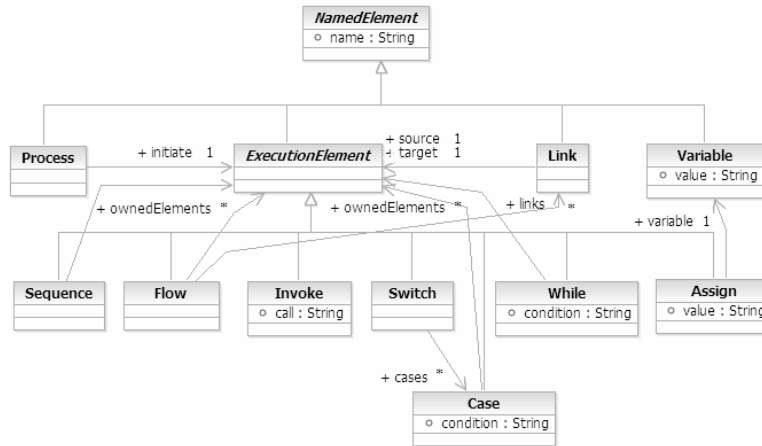 NamedElement
name : String
Process
+ initiate 1
ExecutionElement
+ source 1
+ target 1
Link
Variable
value : String
+ ownedElements *
+ ownedElements *
+ links *
+ variable 1
Sequence
Flow
Invoke
call : String
Switch
While
condition : String
Assign
value : String
+ cases *
Case
condition : String